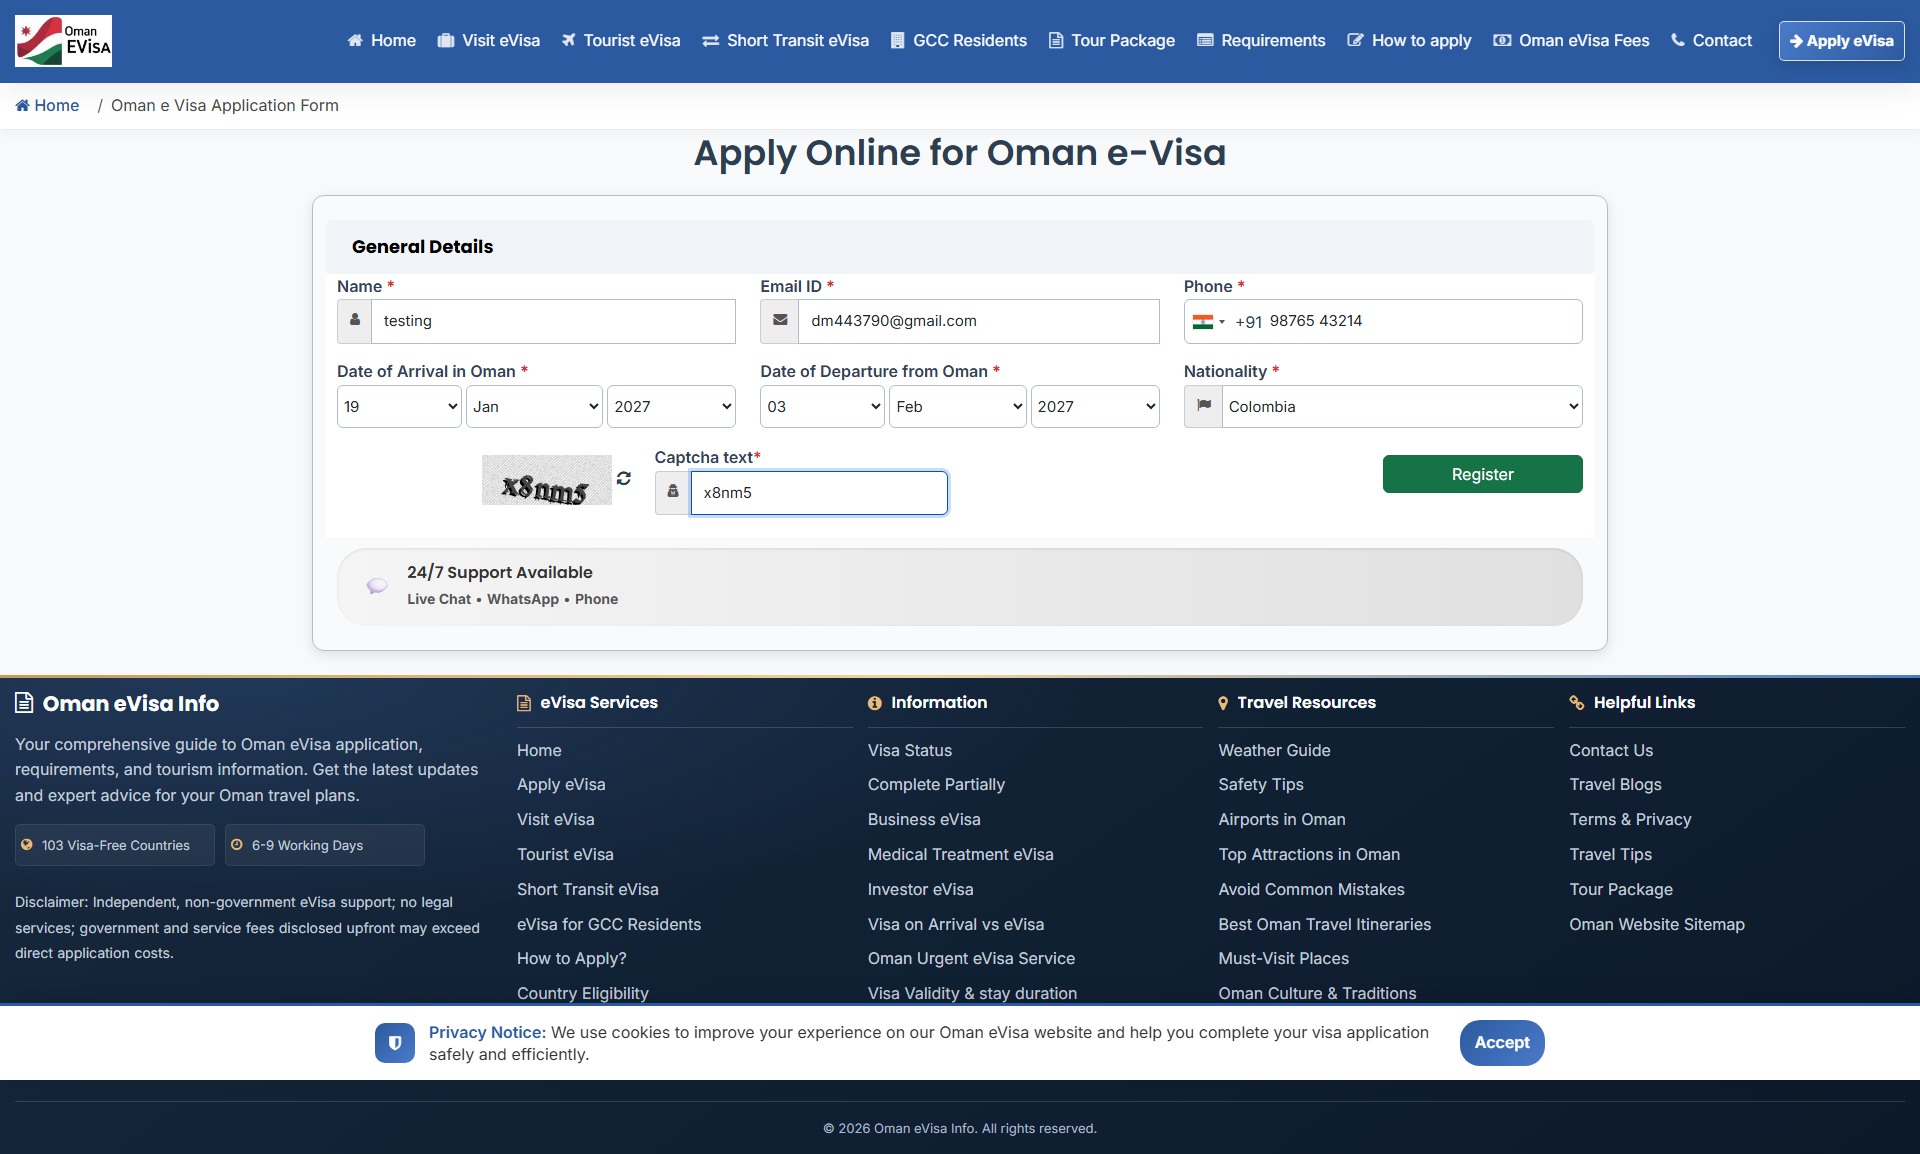 Oman
EVisa
Home
Visit eVisa
Tourist eVisa
Short Transit eVisa
GCC Residents
Tour Package
Requirements
How to apply
Oman eVisa Fees
Contact
Apply eVisa
Home / Oman e Visa Application Form
Apply Online for Oman e-Visa
General Details
Name *
testing
Email ID *
dm443790@gmail.com
Phone *
+91 98765 43214
Date of Arrival in Oman *
19 Jan 2027
Date of Departure from Oman *
03 Feb 2027
Nationality *
Colombia
x8nm5
Captcha text*
x8nm5
Register
24/7 Support Available
Live Chat • WhatsApp • Phone
Oman eVisa Info
Your comprehensive guide to Oman eVisa application,
requirements, and tourism information. Get the latest updates
and expert advice for your Oman travel plans.
103 Visa-Free Countries
6-9 Working Days
Disclaimer: Independent, non-government eVisa support; no legal
services; government and service fees disclosed upfront may exceed
direct application costs.
eVisa Services
Home
Apply eVisa
Visit eVisa
Tourist eVisa
Short Transit eVisa
eVisa for GCC Residents
How to Apply?
Country Eligibility
Information
Visa Status
Complete Partially
Business eVisa
Medical Treatment eVisa
Investor eVisa
Visa on Arrival vs eVisa
Oman Urgent eVisa Service
Visa Validity & stay duration
Travel Resources
Weather Guide
Safety Tips
Airports in Oman
Top Attractions in Oman
Avoid Common Mistakes
Best Oman Travel Itineraries
Must-Visit Places
Oman Culture & Traditions
Helpful Links
Contact Us
Travel Blogs
Terms & Privacy
Travel Tips
Tour Package
Oman Website Sitemap
Privacy Notice: We use cookies to improve your experience on our Oman eVisa website and help you complete your visa application
safely and efficiently.
Accept
© 2026 Oman eVisa Info. All rights reserved.